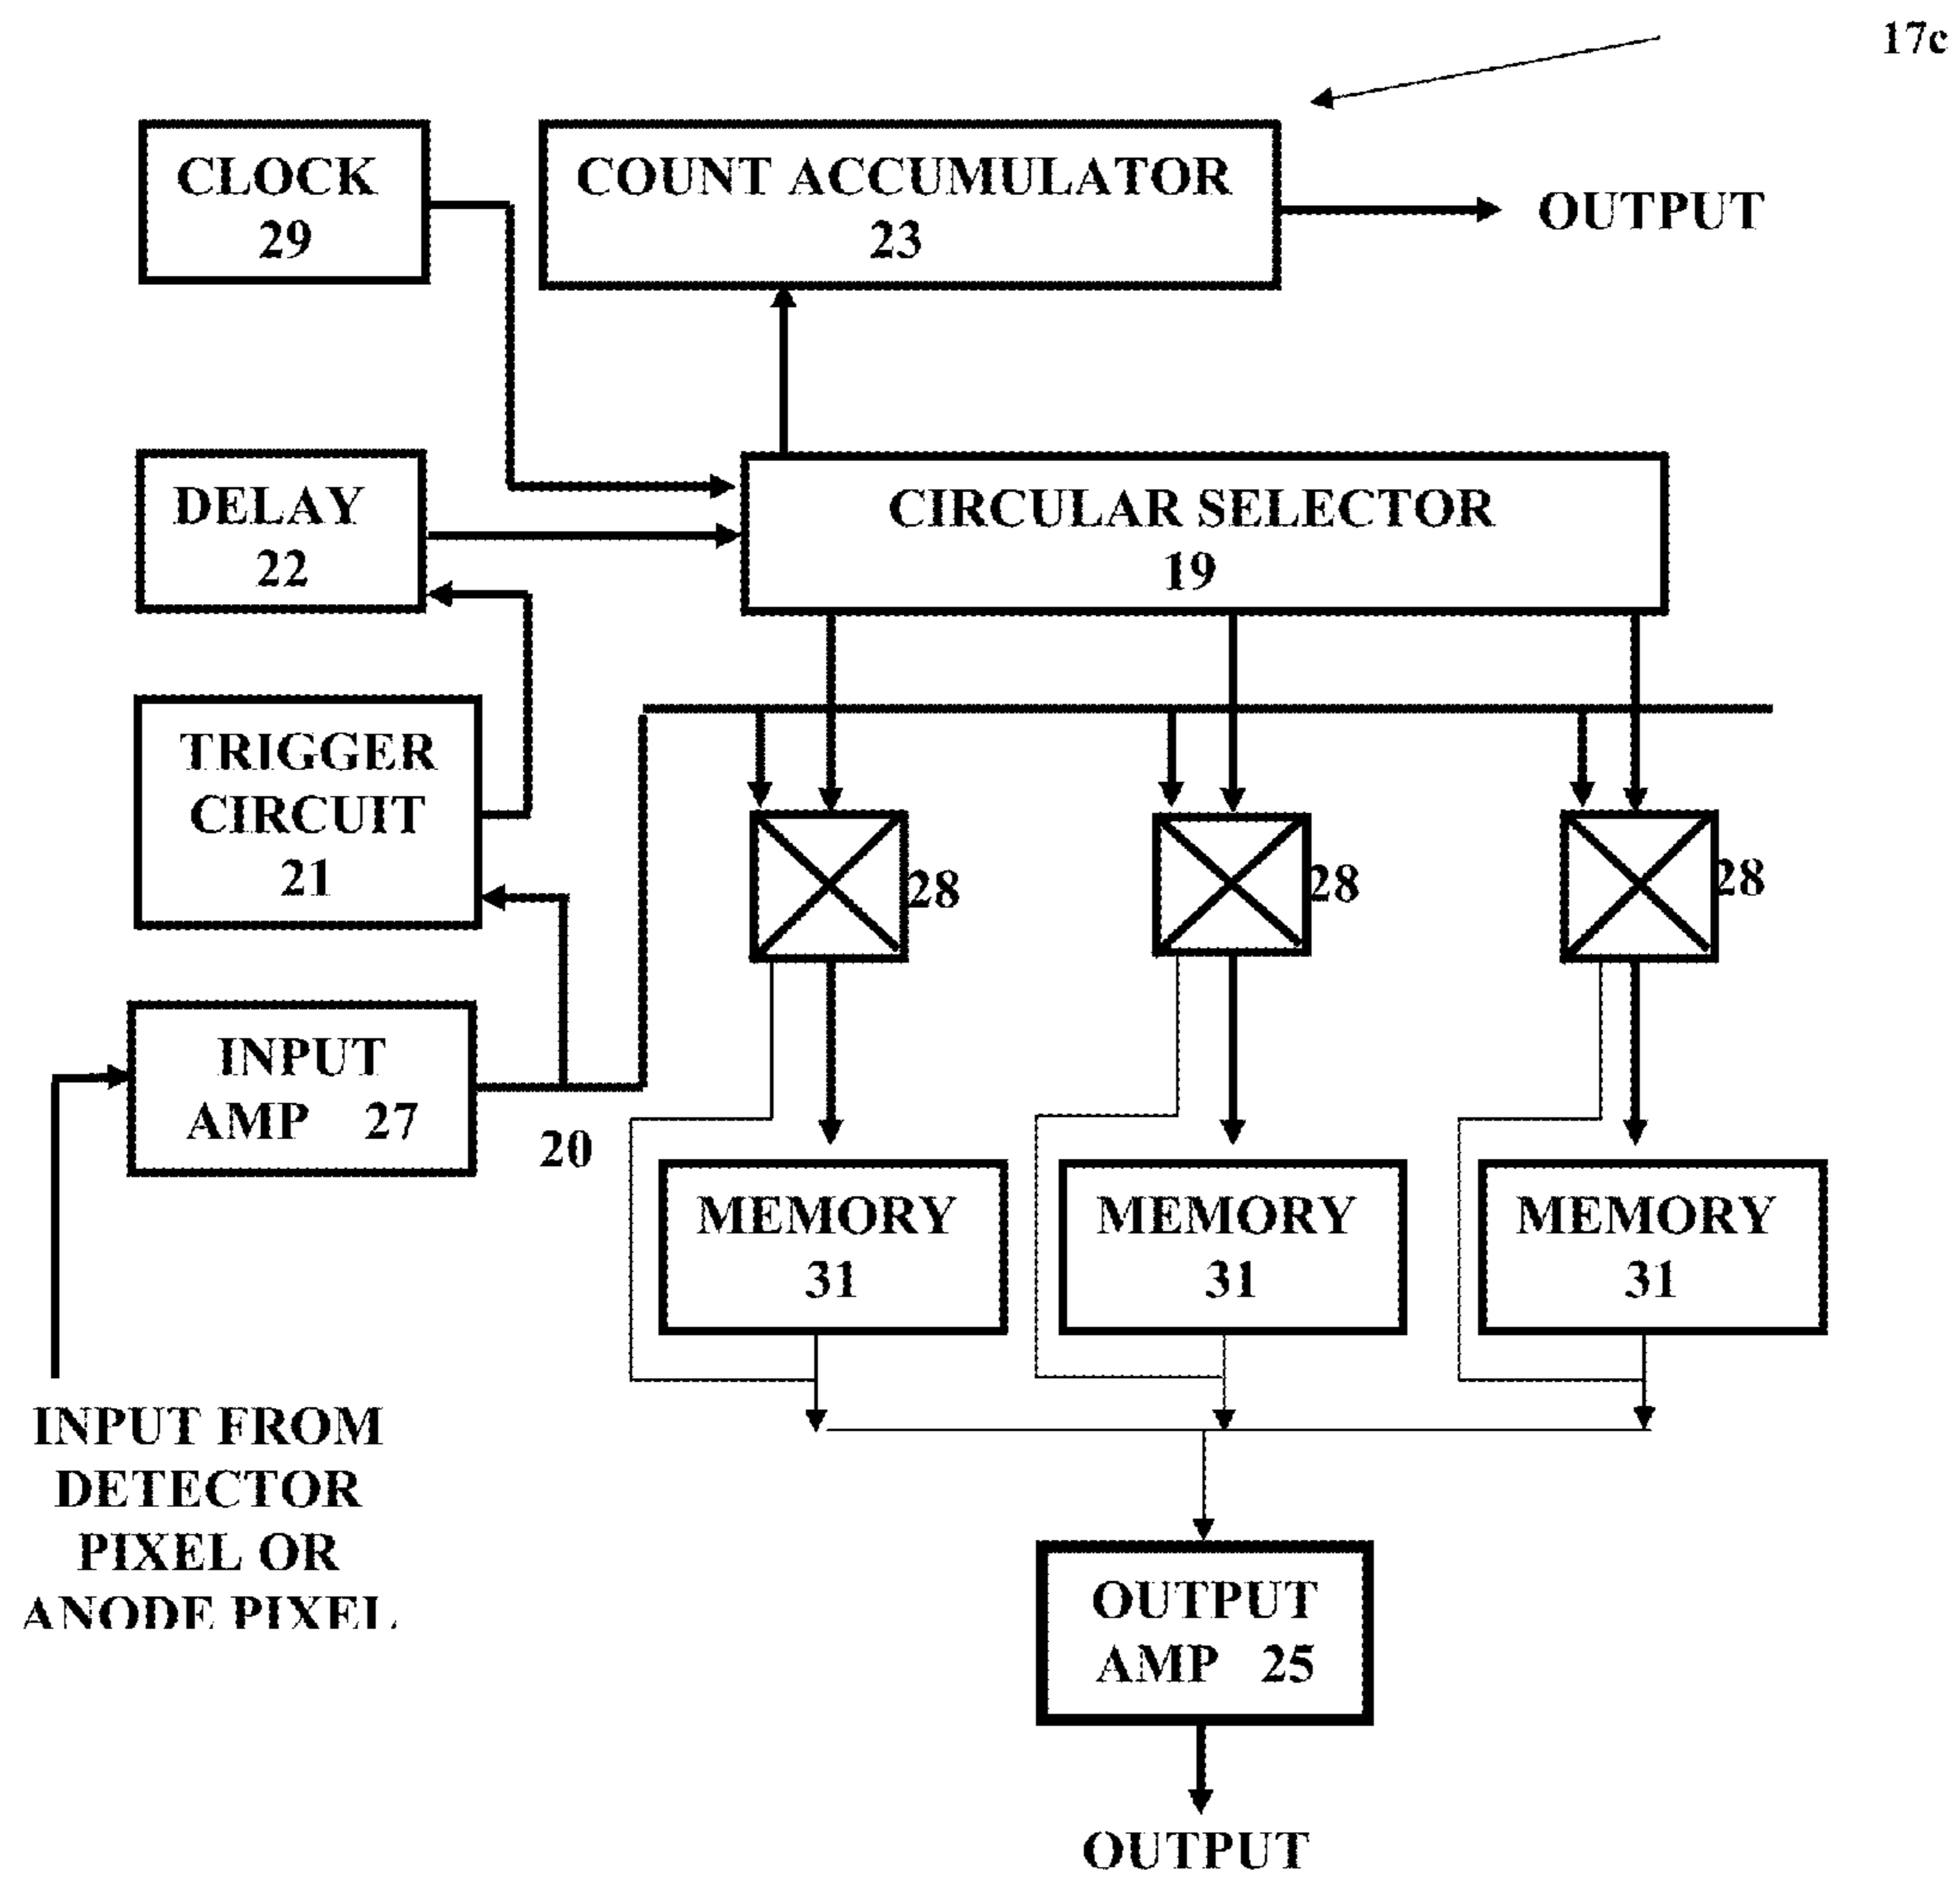 17c
CLOCK
29
COUNT ACCUMULATOR
23
OUTPUT
DELAY
22
CIRCULAR SELECTOR
19
TRIGGER
CIRCUIT
21
28
28
28
INPUT
AMP 27
20
MEMORY
31
MEMORY
31
MEMORY
31
INPUT FROM
DETECTOR
PIXEL OR
ANODE PIXEL
OUTPUT
AMP 25
OUTPUT